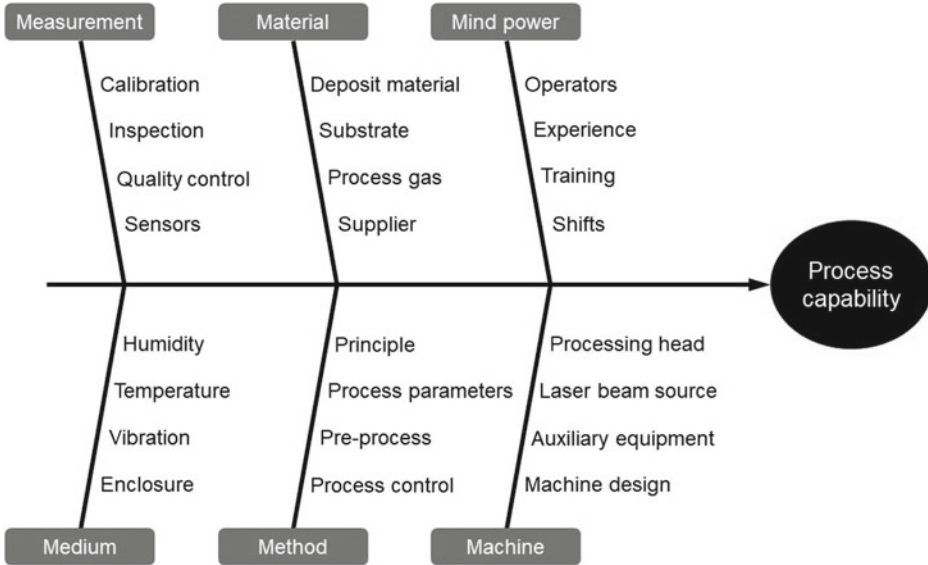 Measurement
Material
Mind power
Calibration
Inspection
Quality control
Sensors
Deposit material
Substrate
Process gas
Supplier
Operators
Experience
Training
Shifts
Process
capability
Humidity
Temperature
Vibration
Enclosure
Principle
Process parameters
Pre-process
Process control
Processing head
Laser beam source
Auxiliary equipment
Machine design
Medium
Method
Machine